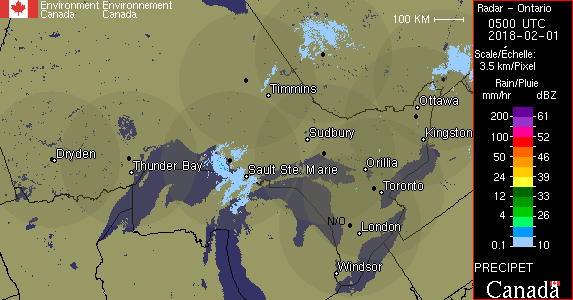 Environment Environnement
Canada Canada
100 KM
Timmins
Ottawa
Sudbury
Kingston
Dryden
Thunder Bay
Sault Ste. Marie
Orillia
Toronto
N/O
London
Windsor
Radar - Ontario
0500 UTC
2018-02-01
Scale/Échelle:
3.5 km/Pixel
Rain/Pluie
mm/hr dBZ
200 61
100 52
50 46
24 39
12 33
4 26
0.1 10
PRECIPET
Canada